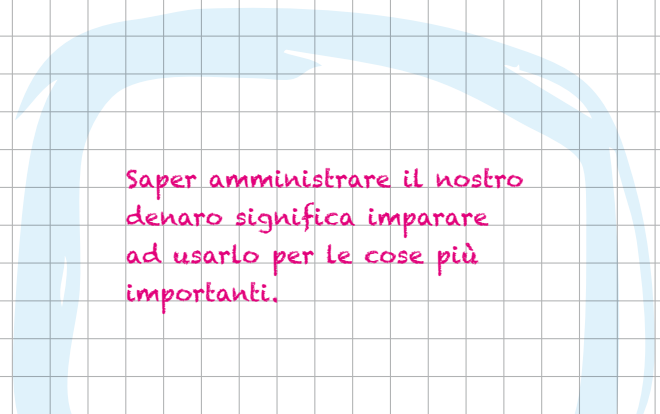 Saper amministrare il nostro
denaro significa imparare
ad usarlo per le cose più
importanti.